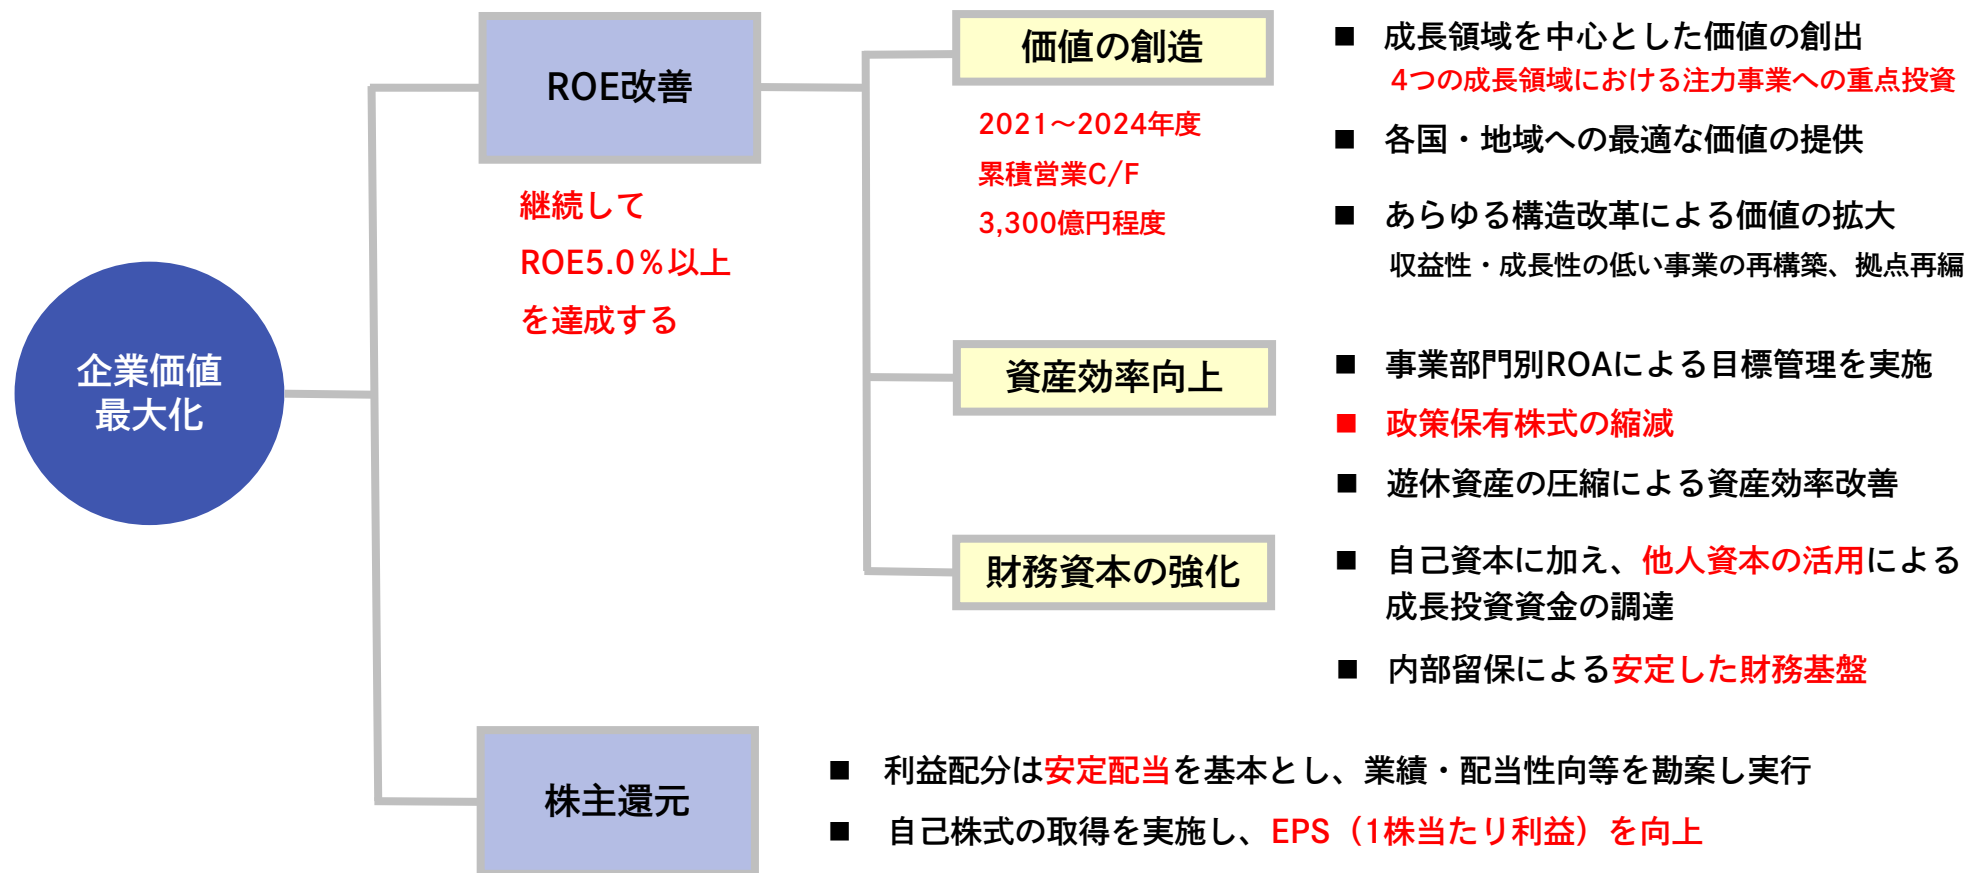 企業価値
最大化
ROE改善
継続して
ROE5.0%以上
を達成する
価値の創造
2021～2024年度
累積営業C/F
3,300億円程度
■ 成長領域を中心とした価値の創出
4つの成長領域における注力事業への重点投資
■ 各国・地域への最適な価値の提供
■ あらゆる構造改革による価値の拡大
収益性・成長性の低い事業の再構築、拠点再編
資産効率向上
■ 事業部門別ROAによる目標管理を実施
■ 政策保有株式の縮減
■ 遊休資産の圧縮による資産効率改善
財務資本の強化
■ 自己資本に加え、他人資本の活用による
成長投資資金の調達
■ 内部留保による安定した財務基盤
株主還元
■ 利益配分は安定配当を基本とし、業績・配当性向等を勘案し実行
■ 自己株式の取得を実施し、EPS（1株当たり利益）を向上